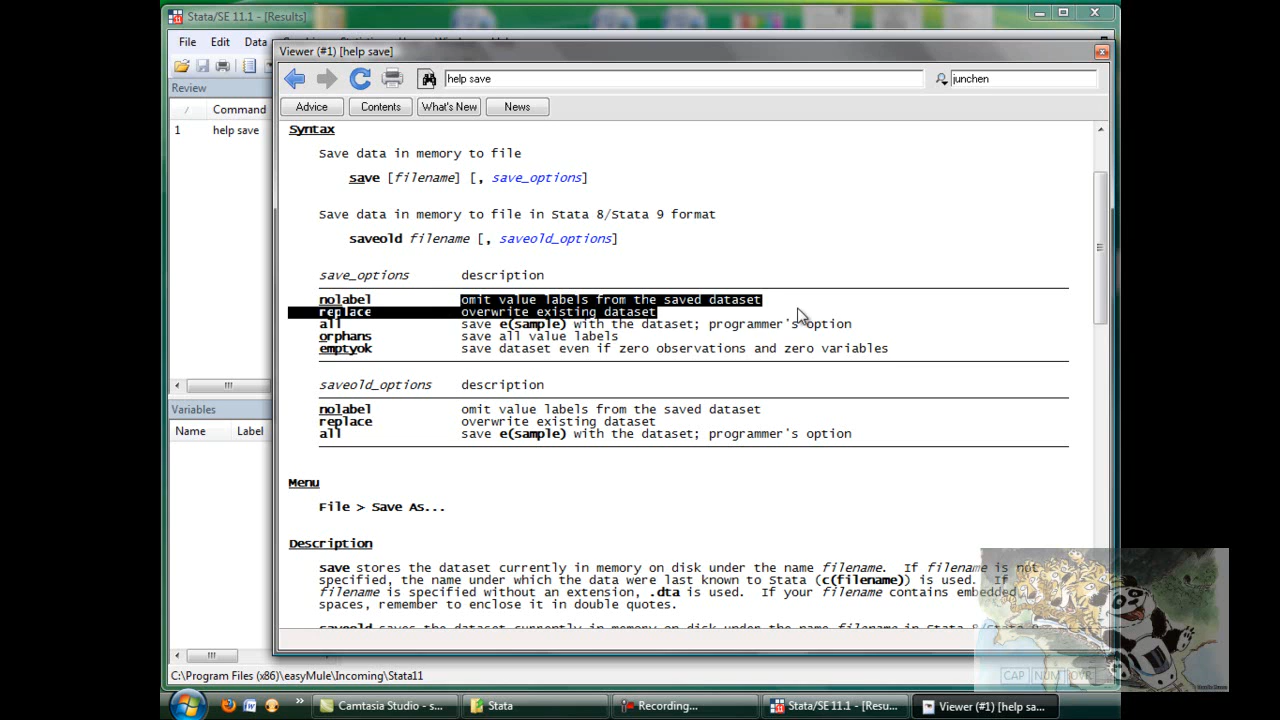 Stata/SE 11.1 - [Results]
File Edit Data
Viewer (#1) [help save]
help save
junchen
Advice Contents What's New News
Review
Command
1 help save
Variables
Name Label
Syntax
Save data in memory to file
save [filename] [, save_options]
Save data in memory to file in Stata 8/Stata 9 format
saveold filename [, saveold_options]
save_options description
nolabel omit value labels from the saved dataset
replace overwrite existing dataset
all save e(sample) with the dataset; programmer's option
orphans save all value labels
emptyok save dataset even if zero observations and zero variables
saveold_options description
nolabel omit value labels from the saved dataset
replace overwrite existing dataset
all save e(sample) with the dataset; programmer's option
Menu
File > Save As...
Description
save stores the dataset currently in memory on disk under the name filename. If filename is not
specified, the name under which the data were last known to Stata (c(filename)) is used. If
filename is specified without an extension, .dta is used. If your filename contains embedded
spaces, remember to enclose it in double quotes.
C:\Program Files (x86)\easyMule\Incoming\Stata11
CAP NUM OVR
Camtasia Studio - s... Stata Recording... Stata/SE 11.1 - [Resu... Viewer (#1) [help sa...